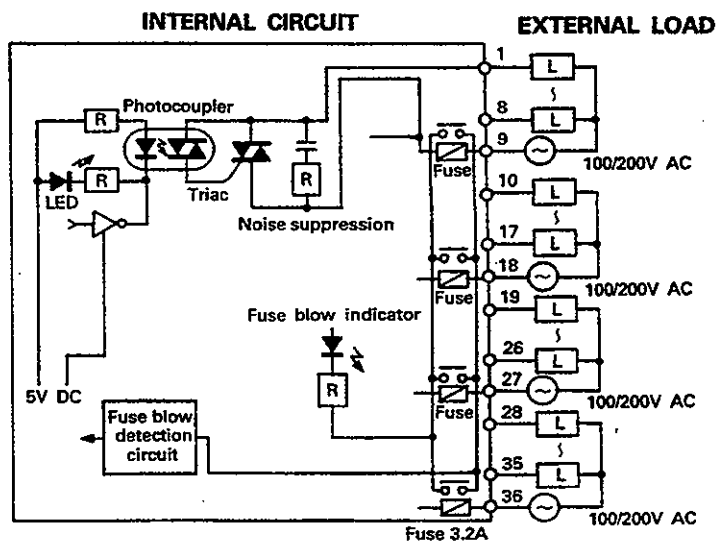 INTERNAL CIRCUIT
EXTERNAL LOAD
Photocoupler
R
LED
R
Triac
R
Noise suppression
5V DC
Fuse blow indicator
R
Fuse blow
detection
circuit
Fuse
Fuse
Fuse
Fuse 3.2A
1
L
8
L
9
100/200V AC
10
L
17
L
18
100/200V AC
19
L
26
L
27
100/200V AC
28
L
35
L
36
100/200V AC